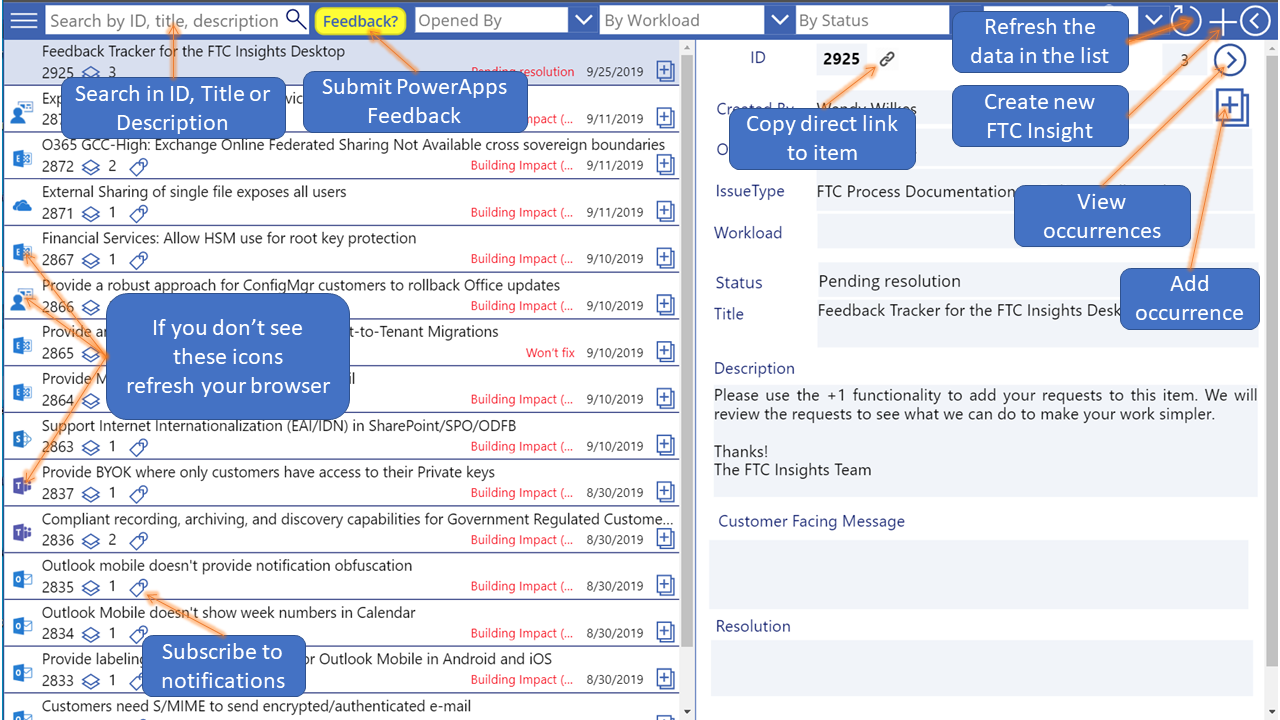 Search by ID, title, description
Feedback?
Opened By
By Workload
By Status
Refresh the
data in the list
Feedback Tracker for the FTC Insights Desktop
2925 3 Pending resolution 9/25/2019
Search in ID, Title or
Description
Submit PowerApps
Feedback
Building Impact (... 9/11/2019
O365 GCC-High: Exchange Online Federated Sharing Not Available cross sovereign boundaries
2872 2 Building Impact (... 9/11/2019
External Sharing of single file exposes all users
2871 1 Building Impact (... 9/11/2019
Financial Services: Allow HSM use for root key protection
2867 1 Building Impact (... 9/10/2019
Provide a robust approach for ConfigMgr customers to rollback Office updates
2866 Building Impact (... 9/10/2019
If you don't see
these icons
refresh your browser
Provide t-to-Tenant Migrations
2865 Won't fix 9/10/2019
Provide
2864 Building Impact (... 9/10/2019
Support Internet Internationalization (EAI/IDN) in SharePoint/SPO/ODFB
2863 1 Building Impact (... 9/10/2019
Provide BYOK where only customers have access to their Private keys
2837 1 Building Impact (... 8/30/2019
Compliant recording, archiving, and discovery capabilities for Government Regulated Custome...
2836 2 Building Impact (... 8/30/2019
Outlook mobile doesn't provide notification obfuscation
2835 1 Building Impact (... 8/30/2019
Outlook Mobile doesn't show week numbers in Calendar
2834 1 Building Impact (... 8/30/2019
Subscribe to
notifications
Provide labeling or Outlook Mobile in Android and iOS
2833 1 Building Impact (... 8/30/2019
Customers need S/MIME to send encrypted/authenticated e-mail
ID 2925 3
Created By Wendy Wilkes
Copy direct link
to item
Create new
FTC Insight
IssueType FTC Process Documentation
View
occurrences
Workload
Add
occurrence
Status Pending resolution
Title Feedback Tracker for the FTC Insights Desk
Description
Please use the +1 functionality to add your requests to this item. We will
review the requests to see what we can do to make your work simpler.
Thanks!
The FTC Insights Team
Customer Facing Message
Resolution